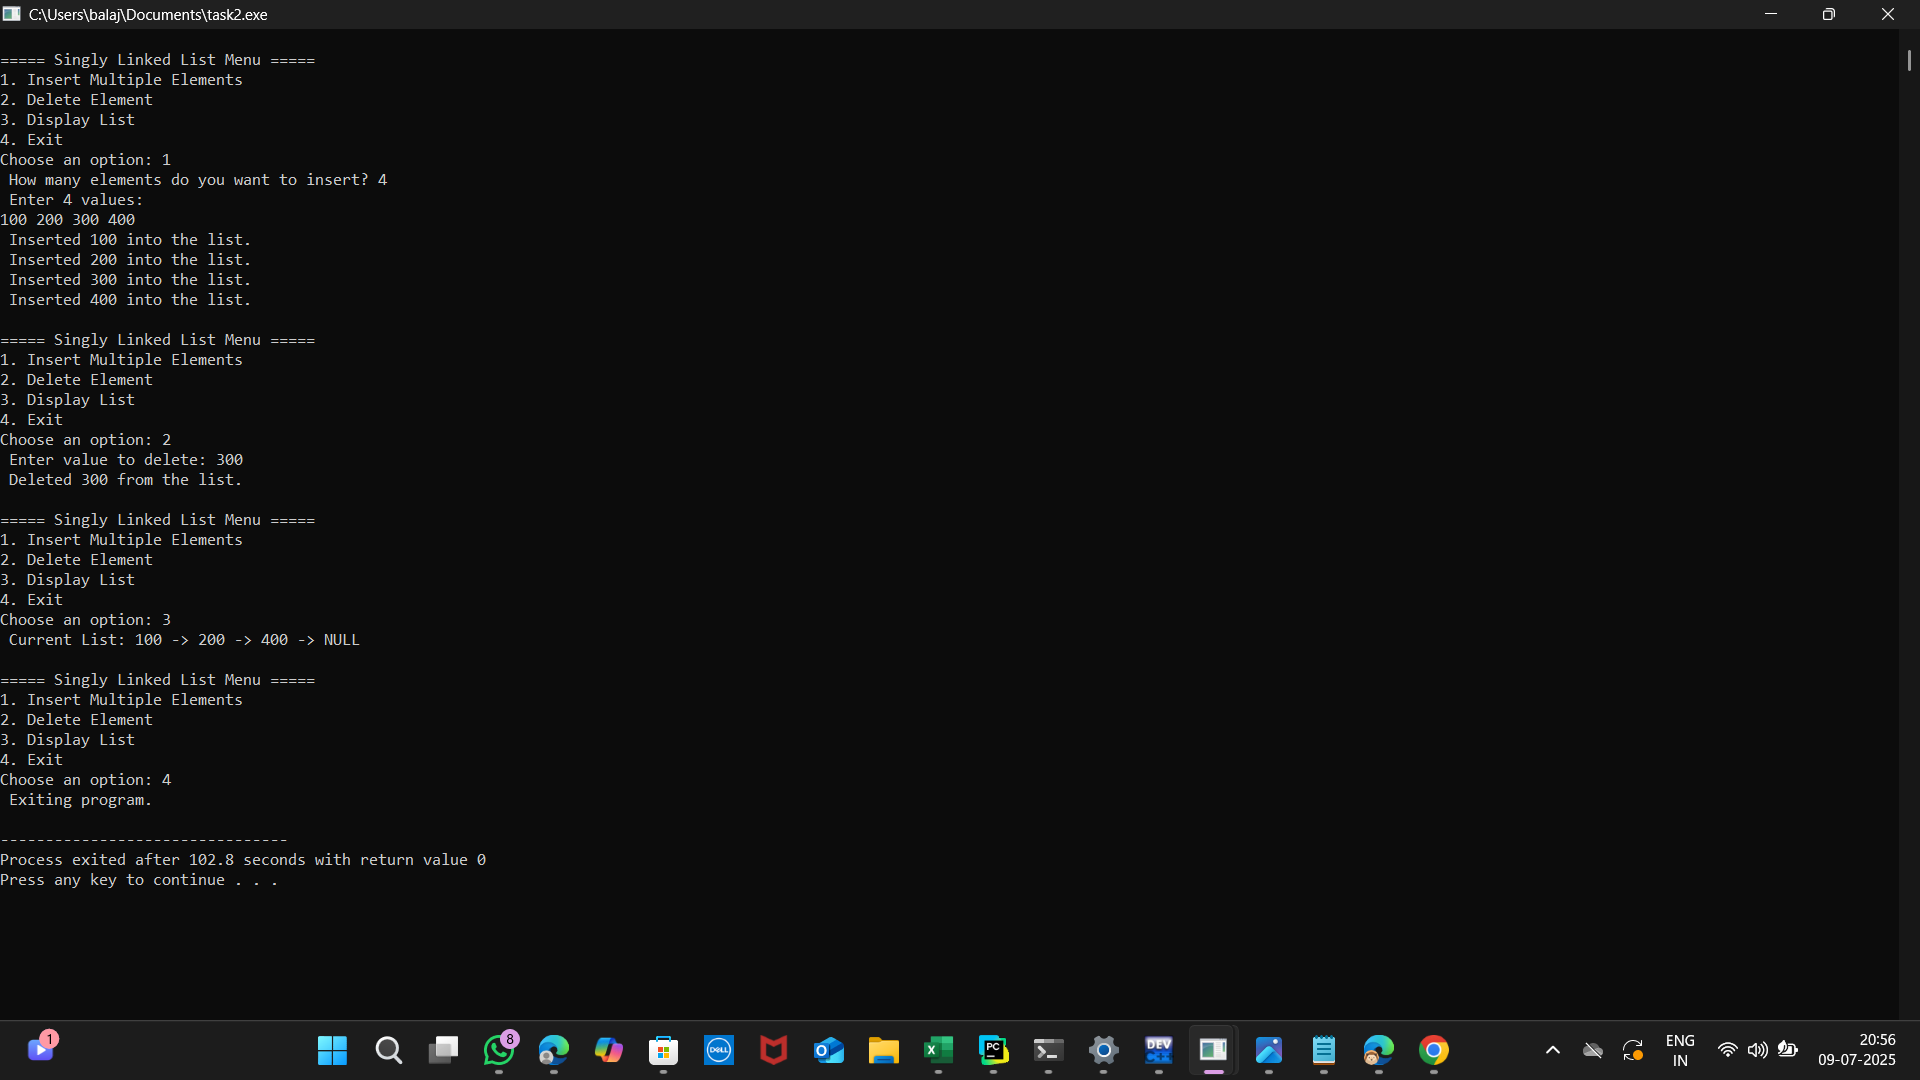 C:\Users\balaj\Documents\task2.exe
===== Singly Linked List Menu =====
1. Insert Multiple Elements
2. Delete Element
3. Display List
4. Exit
Choose an option: 1
 How many elements do you want to insert? 4
 Enter 4 values:
100 200 300 400
 Inserted 100 into the list.
 Inserted 200 into the list.
 Inserted 300 into the list.
 Inserted 400 into the list.
===== Singly Linked List Menu =====
1. Insert Multiple Elements
2. Delete Element
3. Display List
4. Exit
Choose an option: 2
 Enter value to delete: 300
 Deleted 300 from the list.
===== Singly Linked List Menu =====
1. Insert Multiple Elements
2. Delete Element
3. Display List
4. Exit
Choose an option: 3
 Current List: 100 -> 200 -> 400 -> NULL
===== Singly Linked List Menu =====
1. Insert Multiple Elements
2. Delete Element
3. Display List
4. Exit
Choose an option: 4
 Exiting program.
--------------------------------
Process exited after 102.8 seconds with return value 0
Press any key to continue . . .
1
8
DELL
PC
DEV
ENG
IN
20:56
09-07-2025